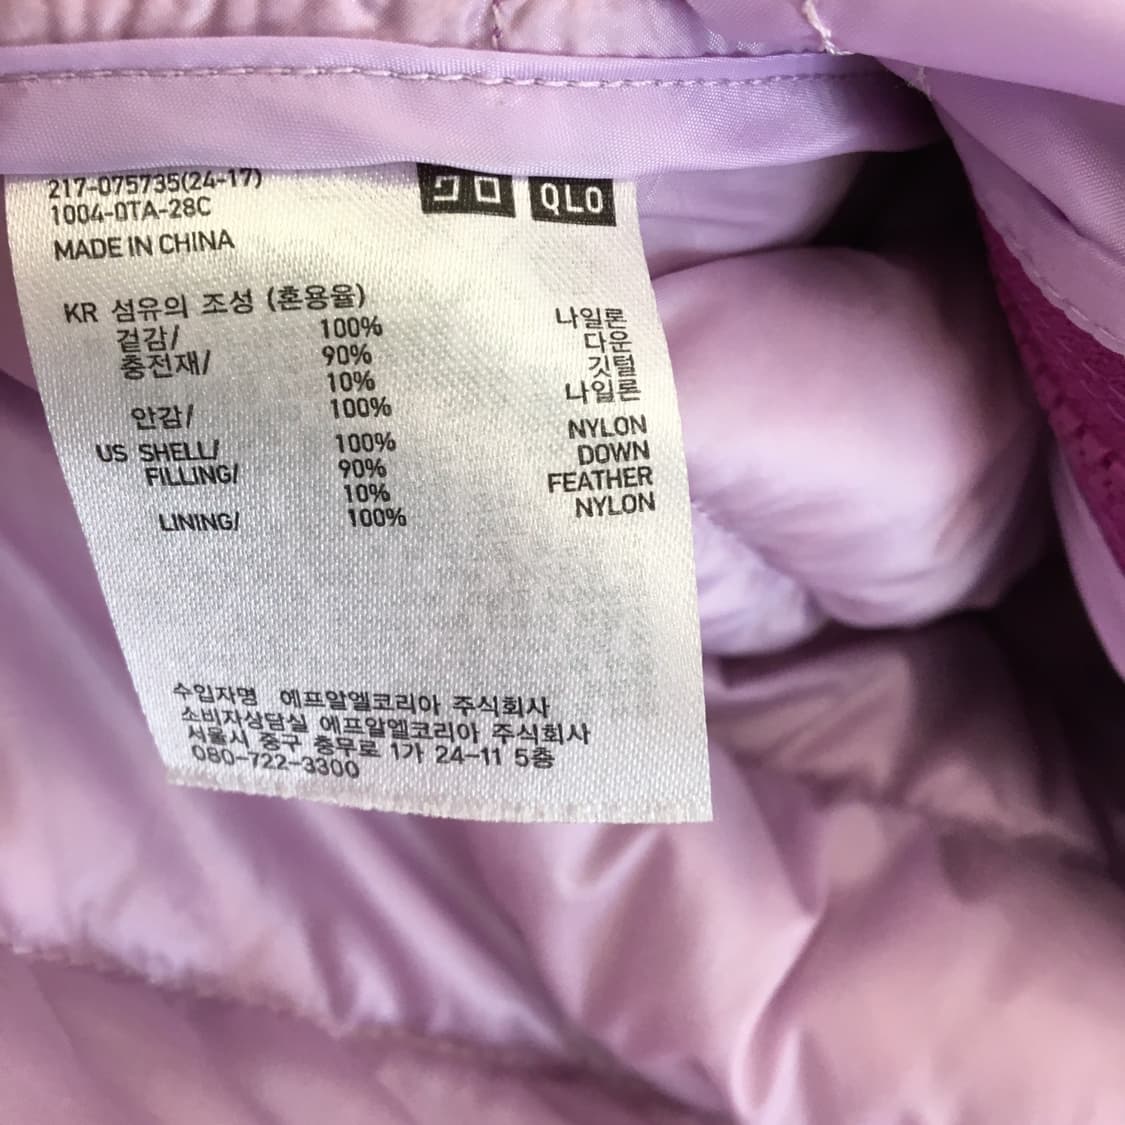 217-075735(24-17)
1004-0TA-28C
MADE IN CHINA
クロ QLO
KR 섬유의 조성 (혼용율)
겉감/ 100% 나일론
충전재/ 90% 다운
10% 깃털
안감/ 100% 나일론
US SHELL/ 100% NYLON
FILLING/ 90% DOWN
10% FEATHER
LINING/ 100% NYLON
수입자명 에프알엘코리아 주식회사
소비자상담실 에프알엘코리아 주식회사
서울시 중구 충무로 1가 24-11 5층
080-722-3300